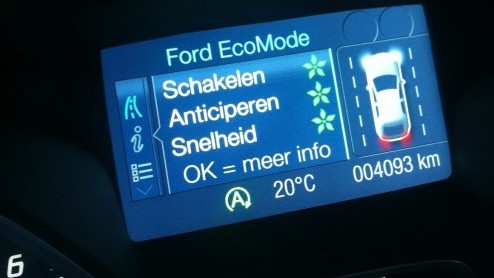 Ford EcoMode
Schakelen
Anticiperen
Snelheid
OK = meer info
A 20°C 004093 km
6